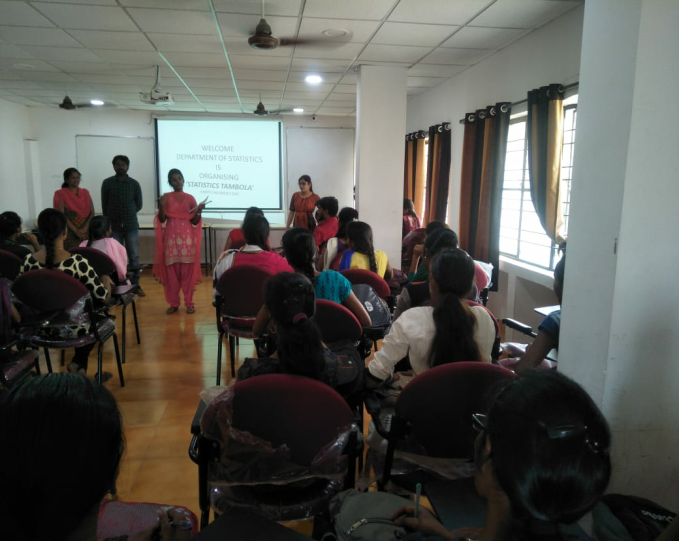 WELCOME
DEPARTMENT OF STATISTICS
IS
ORGANISING
'STATISTICS TAMBOLA'